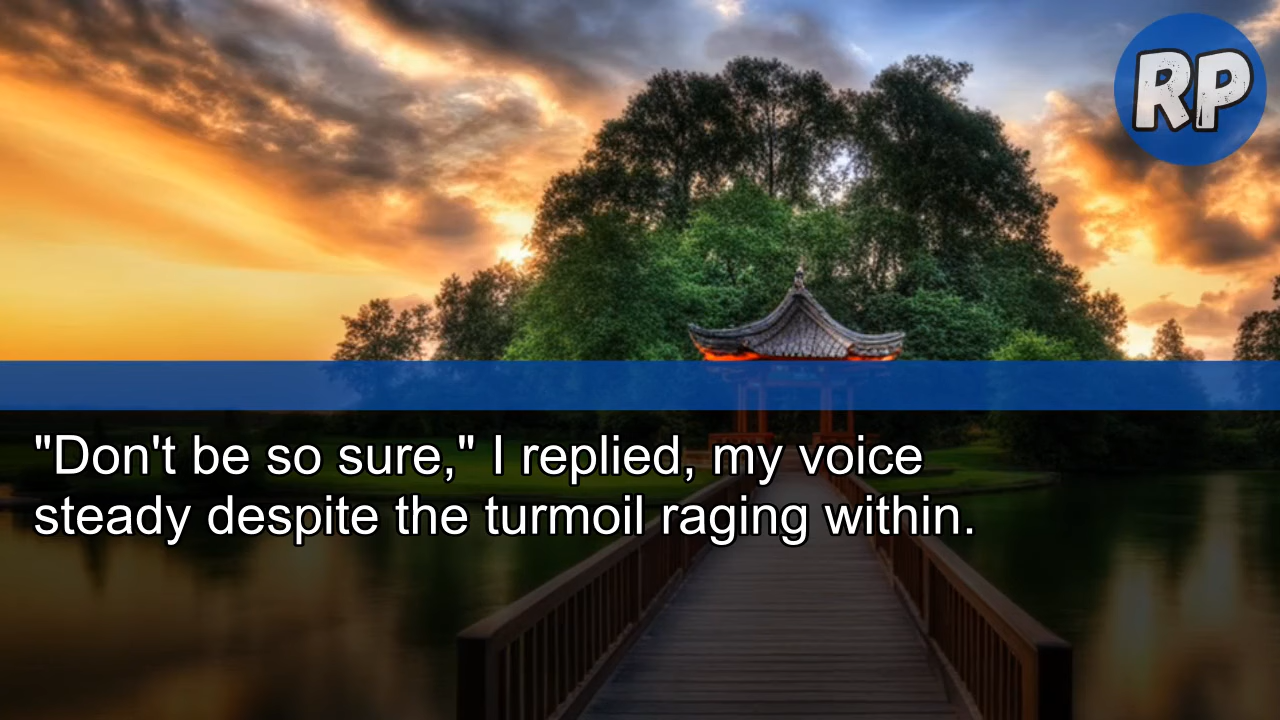 RP
"Don't be so sure," I replied, my voice
steady despite the turmoil raging within.